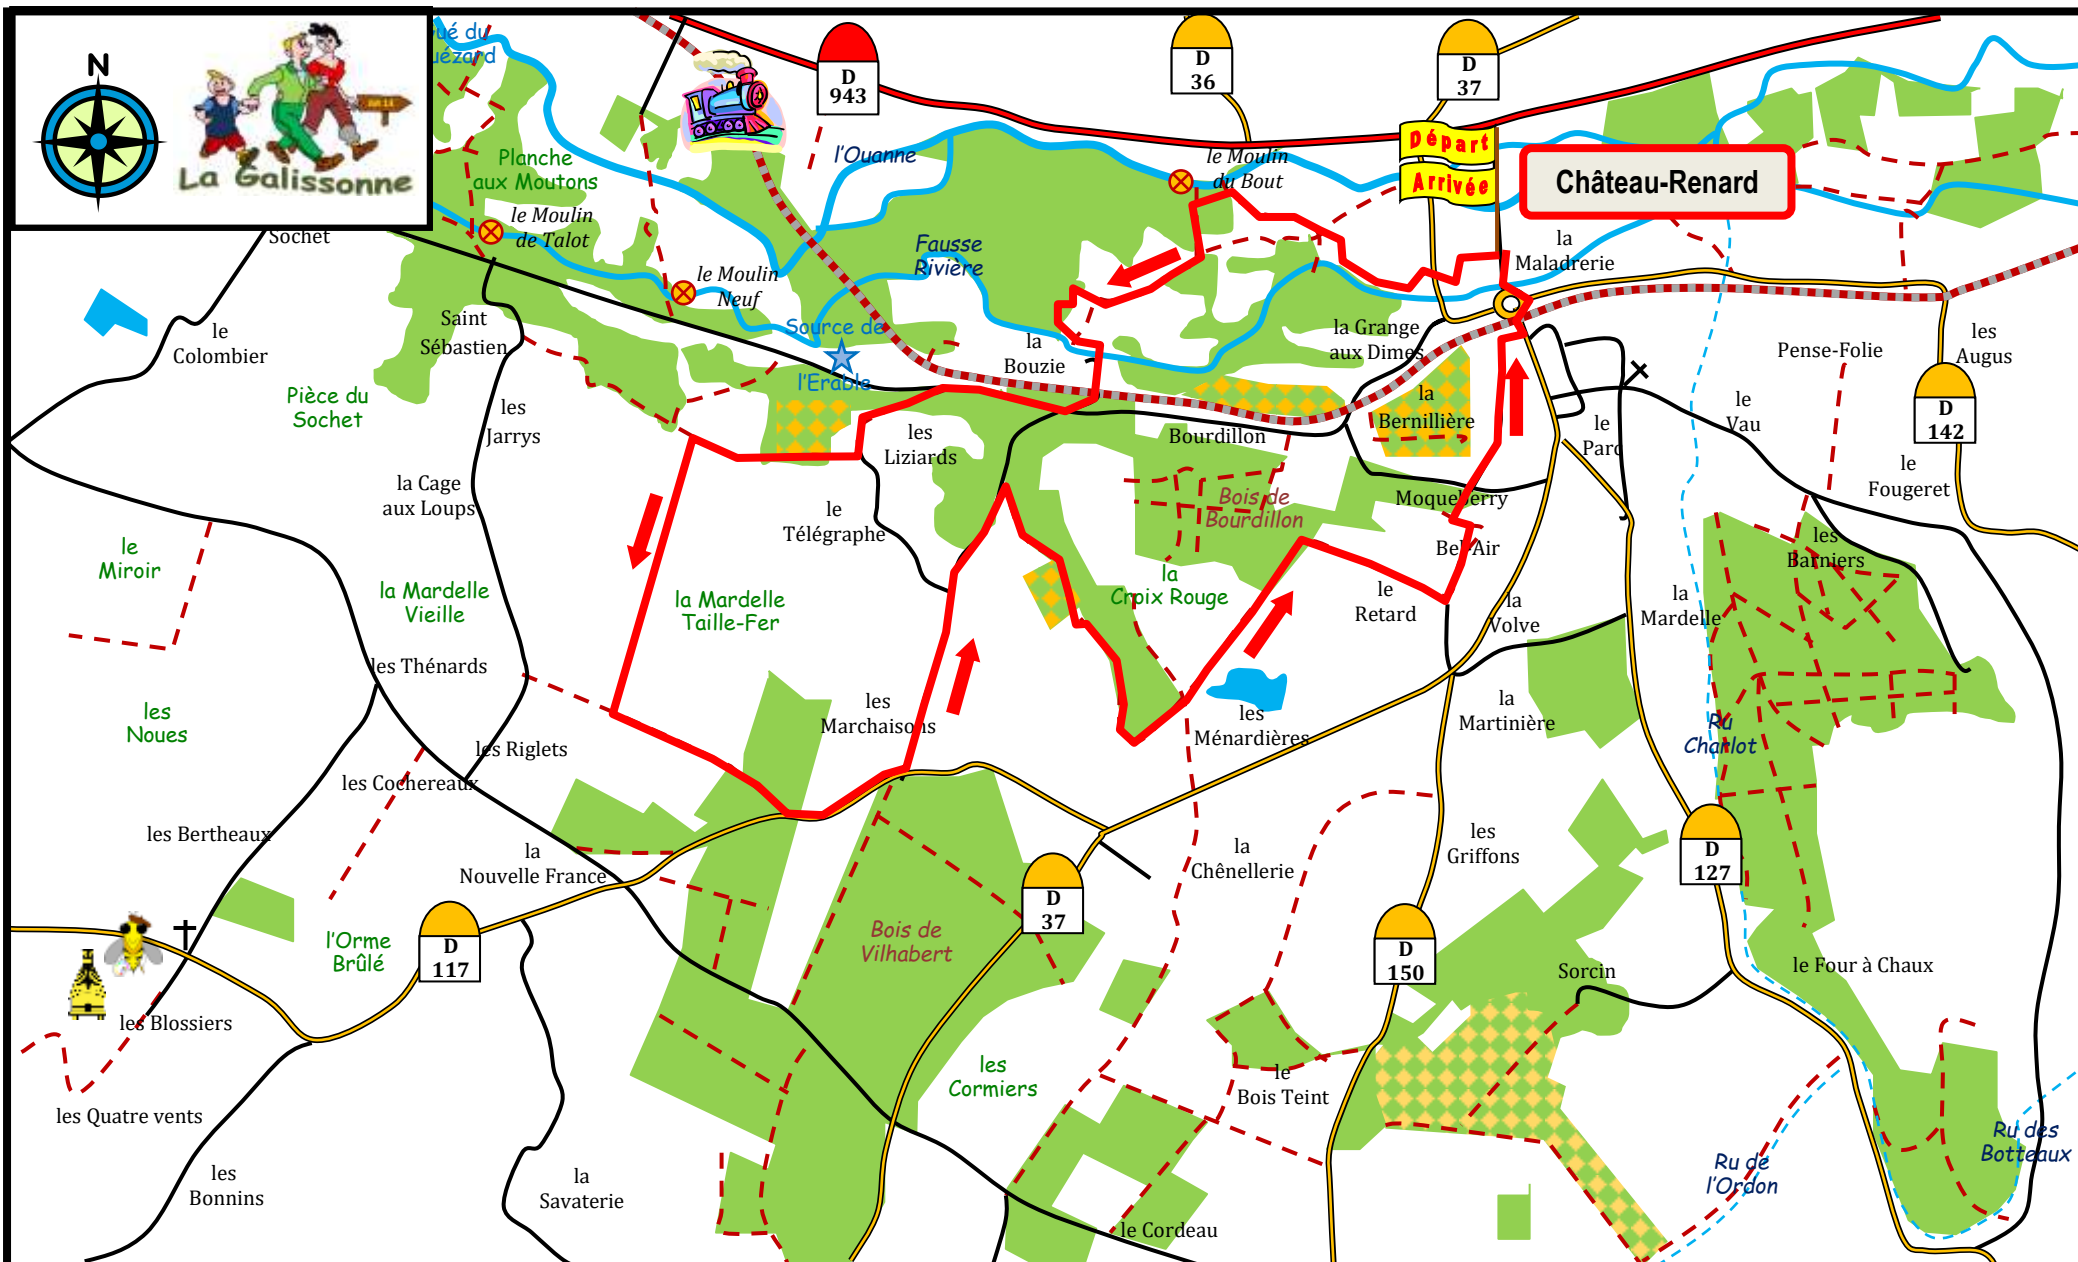 N
La Galissonne
D
943
D
36
D
37
Départ
Arrivée
Château-Renard
Planche
aux Moutons
l'Ouanne
le Moulin
du Bout
le Moulin
de Talot
Sochet
Fausse
Rivière
la
Maladrerie
le Moulin
Neuf
le
Colombier
Saint
Sébastien
Source de
l'Erable
la
Bouzie
la Grange
aux Dimes
Pense-Folie
les
Augus
Pièce du
Sochet
les
Jarrys
les
Liziards
Bourdillon
la
Bernillière
le
Parc
le
Vau
D
142
la Cage
aux Loups
le
Télégraphe
Bois de
Bourdillon
Moqueberry
le
Fougeret
le
Miroir
Bel Air
les
Barniers
la Mardelle
Vieille
la Mardelle
Taille-Fer
la
Croix Rouge
le
Retard
la
Volve
la
Mardelle
les Thénards
les
Noues
les
Marchaisons
les
Ménardières
la
Martinière
Ru
Charlot
les Riglets
les Cochereaux
les Bertheaux
la
Nouvelle France
la
Chênellerie
les
Griffons
D
127
D
37
l'Orme
Brûlé
D
117
Bois de
Vilhabert
D
150
Sorcin
le Four à Chaux
les Blossiers
les
Cormiers
le
Bois Teint
les Quatre vents
Ru des
Botteaux
les
Bonnins
la
Savaterie
Ru de
l'Ordon
le Cordeau